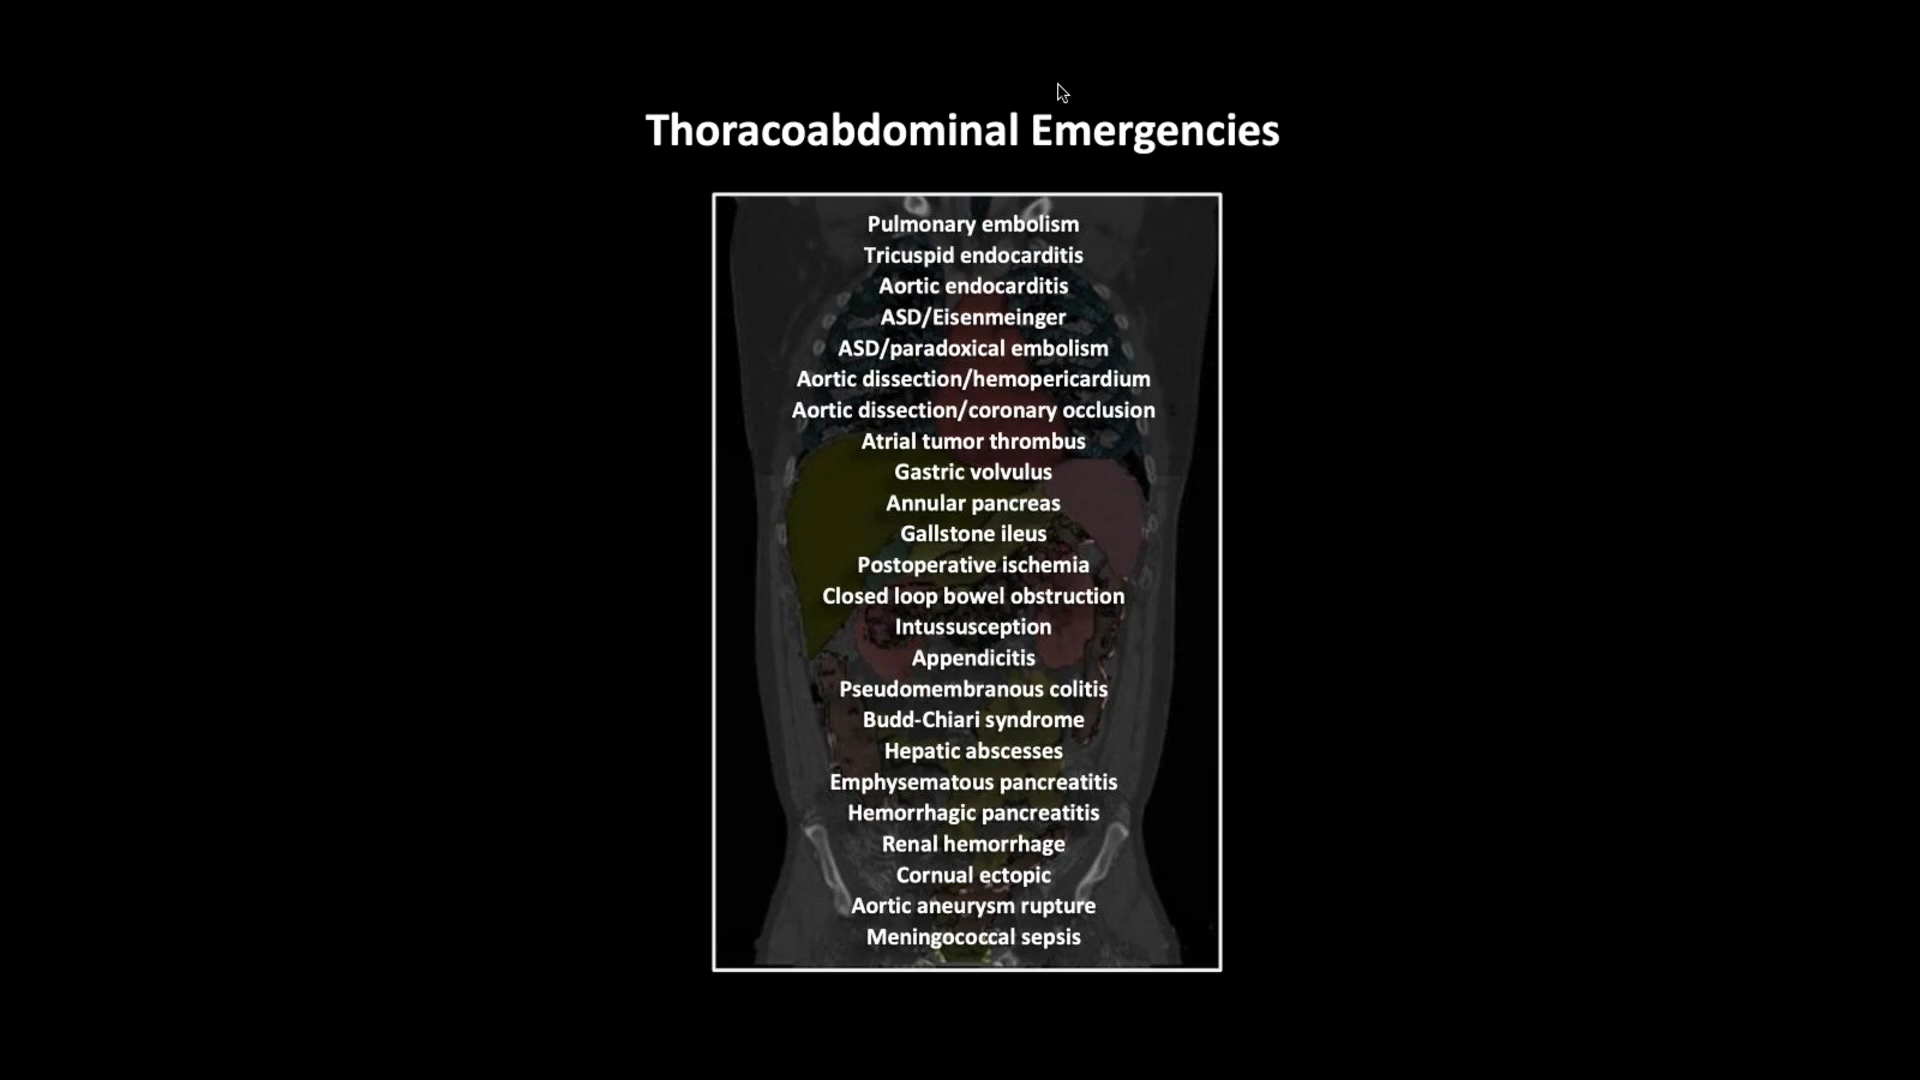 Thoracoabdominal Emergencies
Pulmonary embolism
Tricuspid endocarditis
Aortic endocarditis
ASD/Eisenmeinger
ASD/paradoxical embolism
Aortic dissection/hemopericardium
Aortic dissection/coronary occlusion
Atrial tumor thrombus
Gastric volvulus
Annular pancreas
Gallstone ileus
Postoperative ischemia
Closed loop bowel obstruction
Intussusception
Appendicitis
Pseudomembranous colitis
Budd-Chiari syndrome
Hepatic abscesses
Emphysematous pancreatitis
Hemorrhagic pancreatitis
Renal hemorrhage
Cornual ectopic
Aortic aneurysm rupture
Meningococcal sepsis